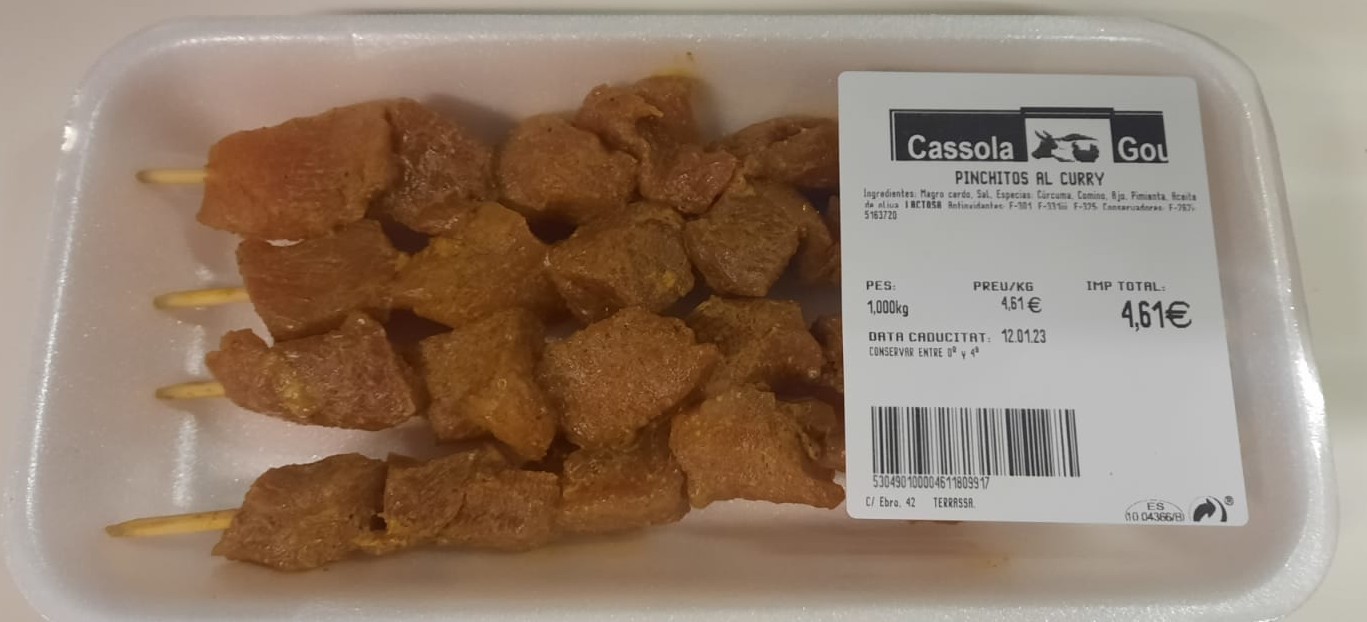 Cassola Gou
PINCHITOS AL CURRY
Ingredientes: Magro cerdo, Sal, Especias: Cúrcuma, Comino, Ajo, Pimienta, Aceite
de oliva LACTOSA Antioxidantes: E-301 E-331iii E-325 Conservadores:
5163720
PES: PREU/KG IMP TOTAL:
1,000kg 4,61 € 4,61€
DATA CADUCITAT: 12.01.23
CONSERVAR ENTRE 0º y 4º
530490100004611809917
C/ Ebro, 42 TERRASSA.
ES
10.04366/B
®